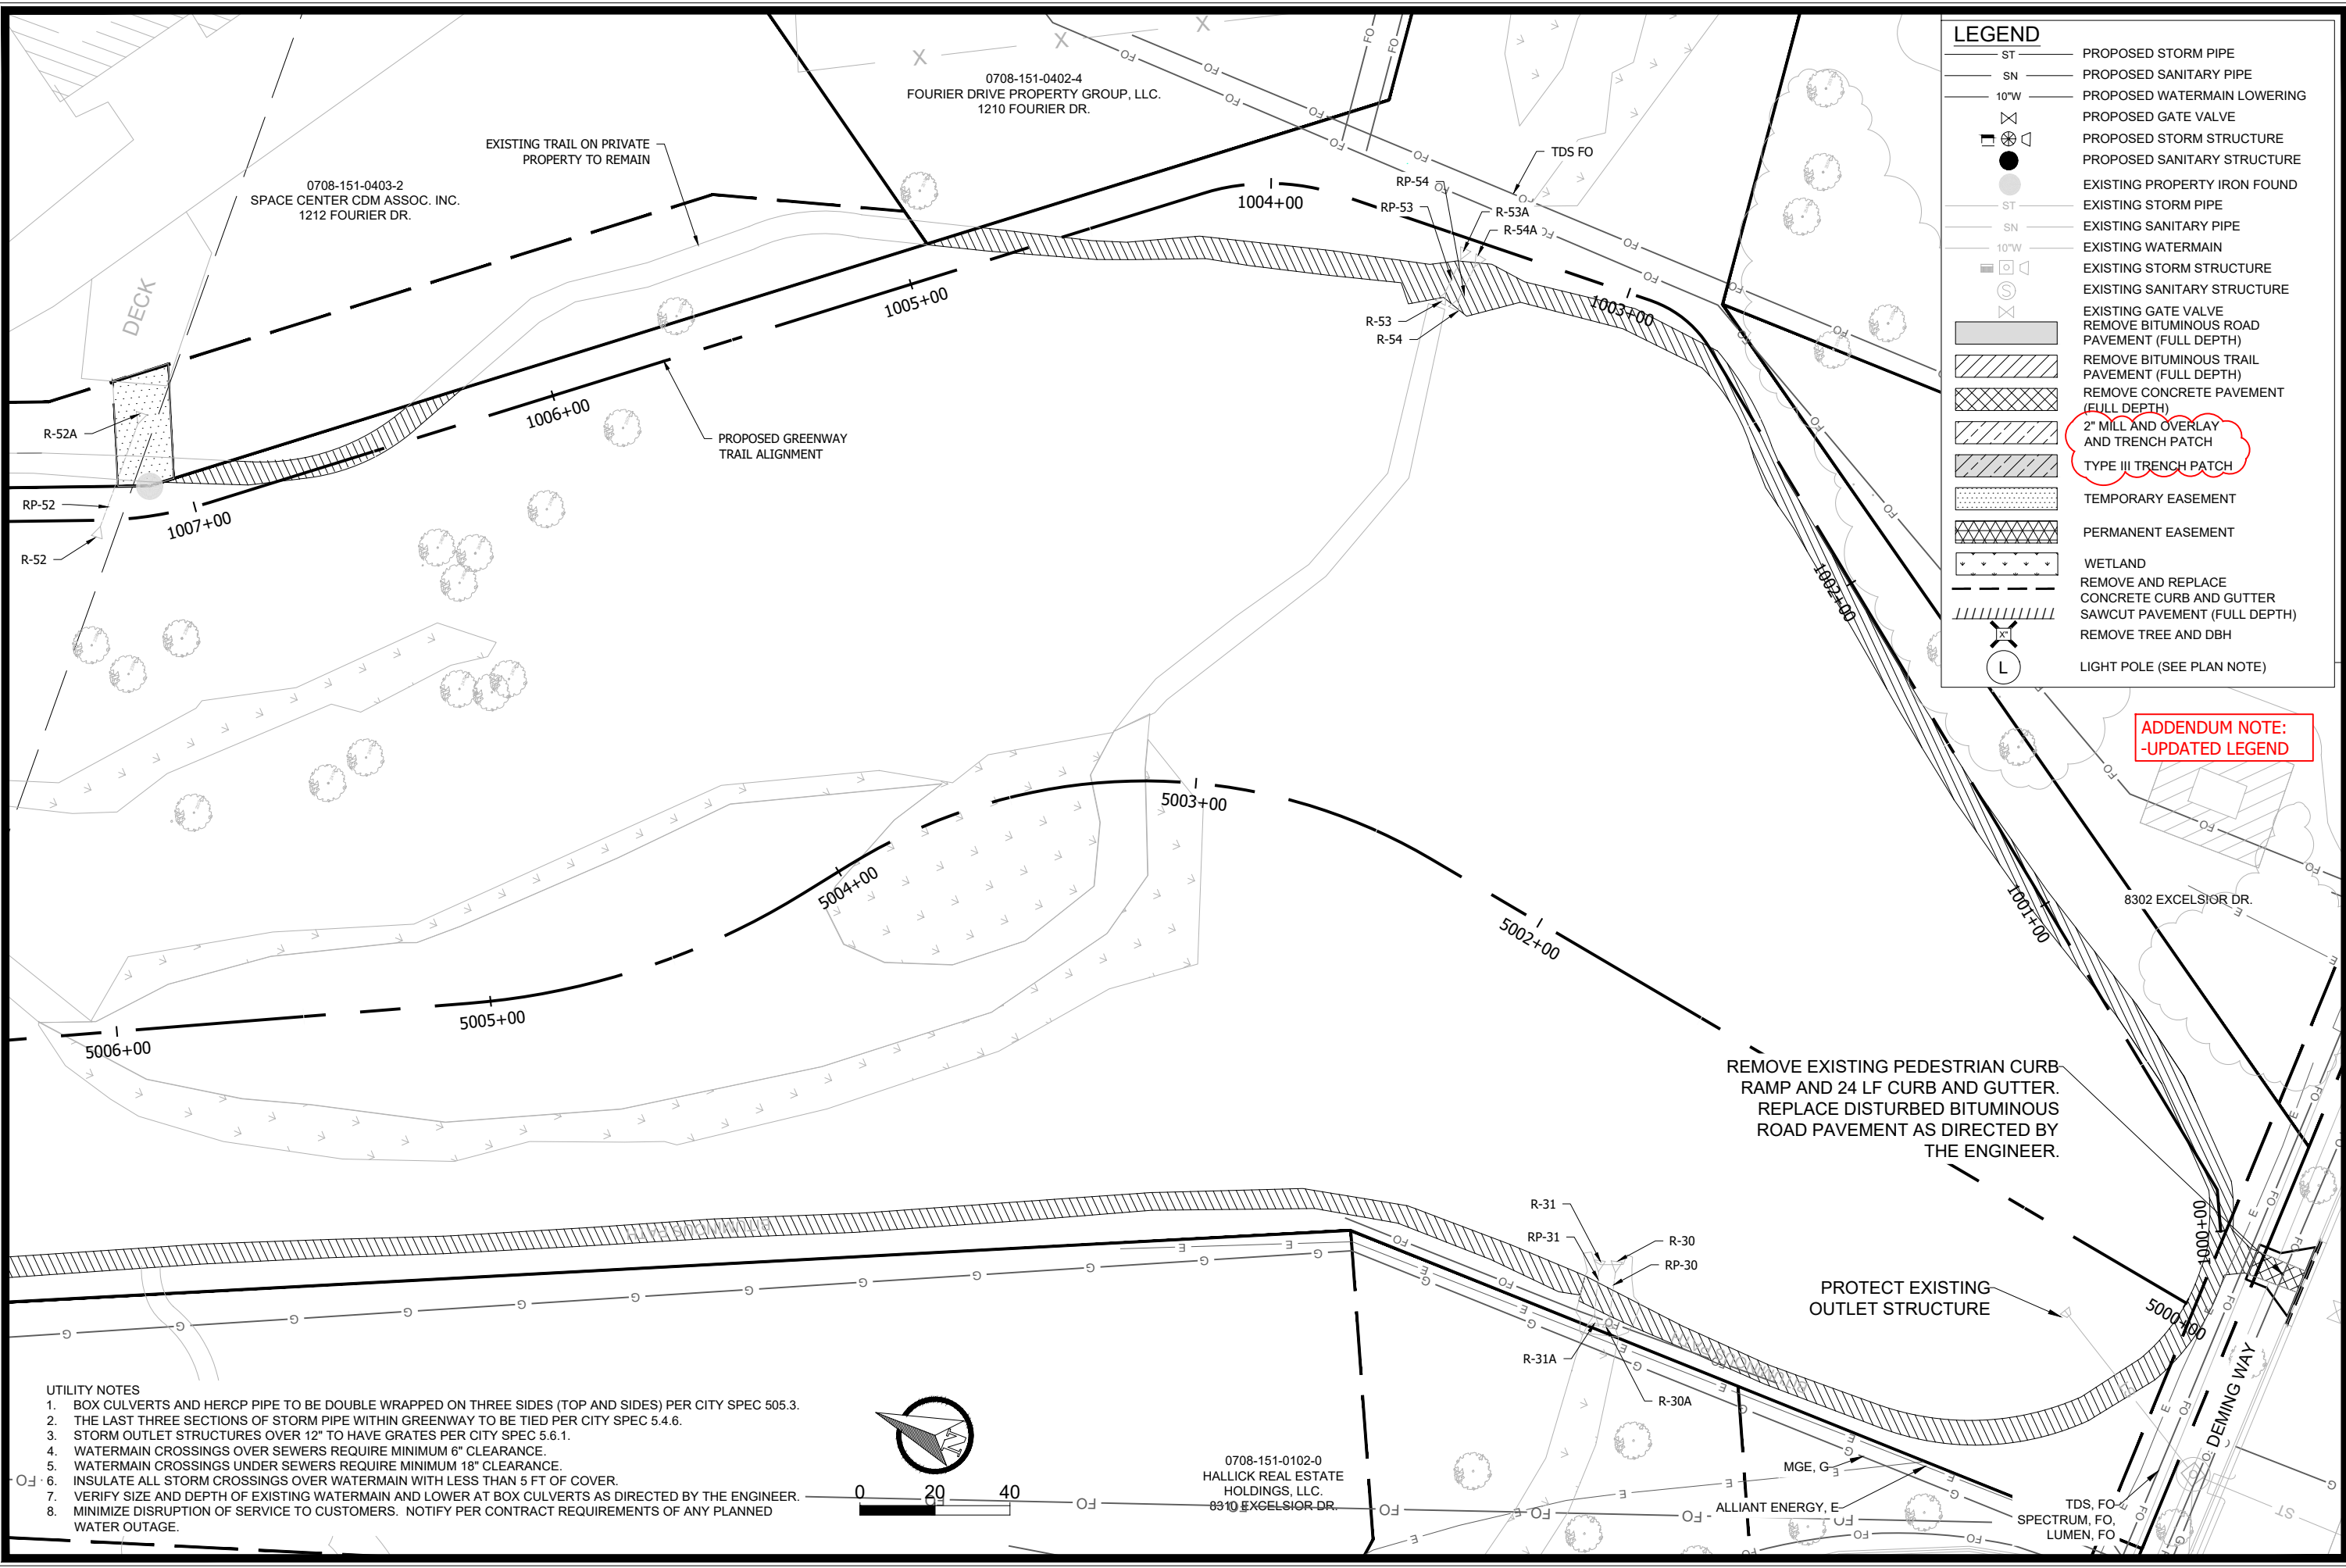 LEGEND
ST PROPOSED STORM PIPE
SN PROPOSED SANITARY PIPE
10"W PROPOSED WATERMAIN LOWERING
PROPOSED GATE VALVE
PROPOSED STORM STRUCTURE
PROPOSED SANITARY STRUCTURE
EXISTING PROPERTY IRON FOUND
ST EXISTING STORM PIPE
SN EXISTING SANITARY PIPE
10"W EXISTING WATERMAIN
EXISTING STORM STRUCTURE
S EXISTING SANITARY STRUCTURE
EXISTING GATE VALVE
REMOVE BITUMINOUS ROAD
PAVEMENT (FULL DEPTH)
REMOVE BITUMINOUS TRAIL
PAVEMENT (FULL DEPTH)
REMOVE CONCRETE PAVEMENT
(FULL DEPTH)
2" MILL AND OVERLAY
AND TRENCH PATCH
TYPE III TRENCH PATCH
TEMPORARY EASEMENT
PERMANENT EASEMENT
WETLAND
REMOVE AND REPLACE
CONCRETE CURB AND GUTTER
SAWCUT PAVEMENT (FULL DEPTH)
X" REMOVE TREE AND DBH
L LIGHT POLE (SEE PLAN NOTE)
ADDENDUM NOTE:
-UPDATED LEGEND
0708-151-0402-4
FOURIER DRIVE PROPERTY GROUP, LLC.
1210 FOURIER DR.
EXISTING TRAIL ON PRIVATE
PROPERTY TO REMAIN
0708-151-0403-2
SPACE CENTER CDM ASSOC. INC.
1212 FOURIER DR.
DECK
TDS FO
RP-54
RP-53
R-53A
R-54A
R-53
R-54
1004+00
1003+00
1005+00
1006+00
1007+00
1002+00
1001+00
1000+00
R-52A
RP-52
R-52
PROPOSED GREENWAY
TRAIL ALIGNMENT
5003+00
5004+00
5002+00
5005+00
5006+00
5000+00
8302 EXCELSIOR DR.
REMOVE EXISTING PEDESTRIAN CURB
RAMP AND 24 LF CURB AND GUTTER.
REPLACE DISTURBED BITUMINOUS
ROAD PAVEMENT AS DIRECTED BY
THE ENGINEER.
PROTECT EXISTING
OUTLET STRUCTURE
BITUMINOUS PATH
BITUMINOUS PATH
R-31
RP-31
R-30
RP-30
R-31A
R-30A
DEMING WAY
MGE, G
ALLIANT ENERGY, E
TDS, FO
SPECTRUM, FO,
LUMEN, FO
ST
0708-151-0102-0
HALLICK REAL ESTATE
HOLDINGS, LLC.
8310 EXCELSIOR DR.
N
0 20 40
UTILITY NOTES
1. BOX CULVERTS AND HERCP PIPE TO BE DOUBLE WRAPPED ON THREE SIDES (TOP AND SIDES) PER CITY SPEC 505.3.
2. THE LAST THREE SECTIONS OF STORM PIPE WITHIN GREENWAY TO BE TIED PER CITY SPEC 5.4.6.
3. STORM OUTLET STRUCTURES OVER 12" TO HAVE GRATES PER CITY SPEC 5.6.1.
4. WATERMAIN CROSSINGS OVER SEWERS REQUIRE MINIMUM 6" CLEARANCE.
5. WATERMAIN CROSSINGS UNDER SEWERS REQUIRE MINIMUM 18" CLEARANCE.
6. INSULATE ALL STORM CROSSINGS OVER WATERMAIN WITH LESS THAN 5 FT OF COVER.
7. VERIFY SIZE AND DEPTH OF EXISTING WATERMAIN AND LOWER AT BOX CULVERTS AS DIRECTED BY THE ENGINEER.
8. MINIMIZE DISRUPTION OF SERVICE TO CUSTOMERS. NOTIFY PER CONTRACT REQUIREMENTS OF ANY PLANNED
WATER OUTAGE.